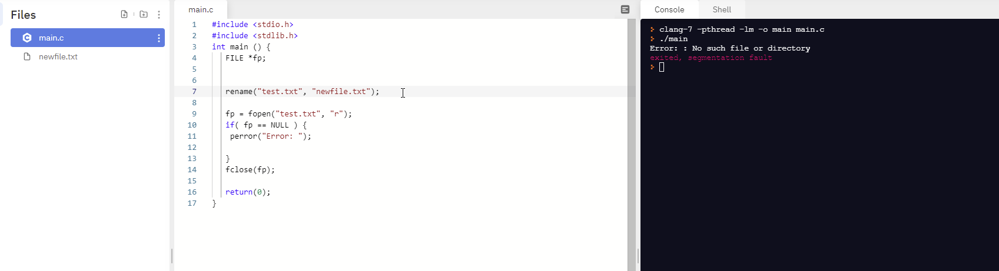 Files
main.c
newfile.txt
main.c
1 #include <stdio.h>
2 #include <stdlib.h>
3 int main () {
4 FILE *fp;
5
6
7 rename("test.txt", "newfile.txt");
8
9 fp = fopen("test.txt", "r");
10 if( fp == NULL ) {
11 perror("Error: ");
12
13 }
14 fclose(fp);
15
16 return(0);
17 }
Console Shell
clang-7 -pthread -lm -o main main.c
./main
Error: : No such file or directory
exited, segmentation fault